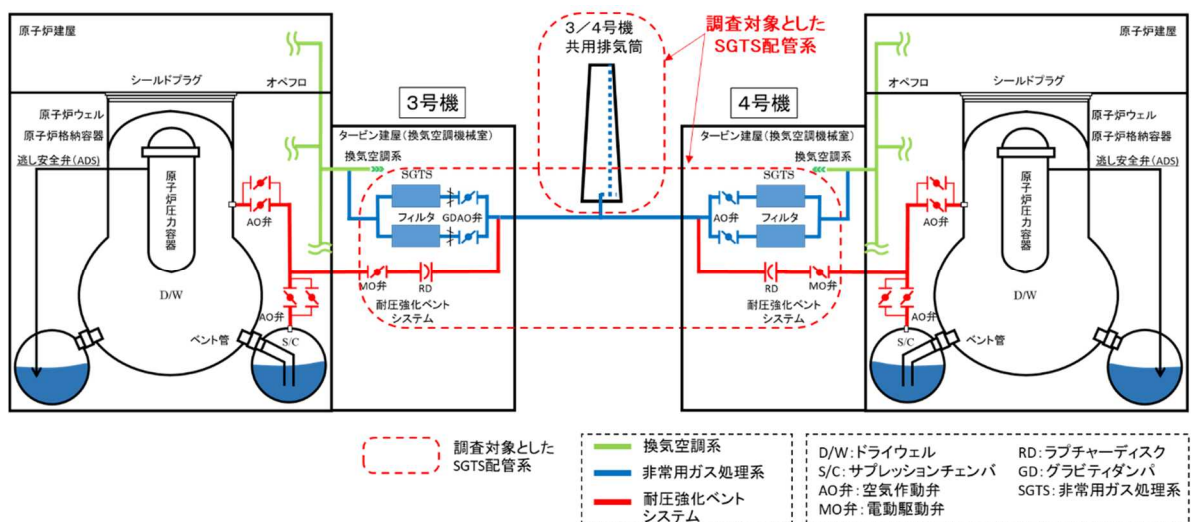 原子炉建屋
シールドプラグ
オペフロ
原子炉ウェル
原子炉格納容器
逃し安全弁(ADS)
原子炉圧力容器
AO弁
D/W
AO弁
S/C
ベント管
3号機
タービン建屋(換気空調機械室)
換気空調系
SGTS
フィルタ
GDAO弁
MO弁
RD
耐圧強化ベント
システム
3/4号機
共用排気筒
調査対象とした
SGTS配管系
4号機
タービン建屋(換気空調機械室)
換気空調系
SGTS
AO弁
フィルタ
RD
MO弁
耐圧強化ベント
システム
原子炉建屋
シールドプラグ
オペフロ
原子炉ウェル
原子炉格納容器
逃し安全弁(ADS)
原子炉圧力容器
AO弁
D/W
AO弁
S/C
ベント管
調査対象とした
SGTS配管系
換気空調系
非常用ガス処理系
耐圧強化ベント
システム
D/W:ドライウェル
S/C:サプレッションチェンバ
AO弁:空気作動弁
MO弁:電動駆動弁
RD:ラプチャーディスク
GD:グラビティダンパ
SGTS:非常用ガス処理系